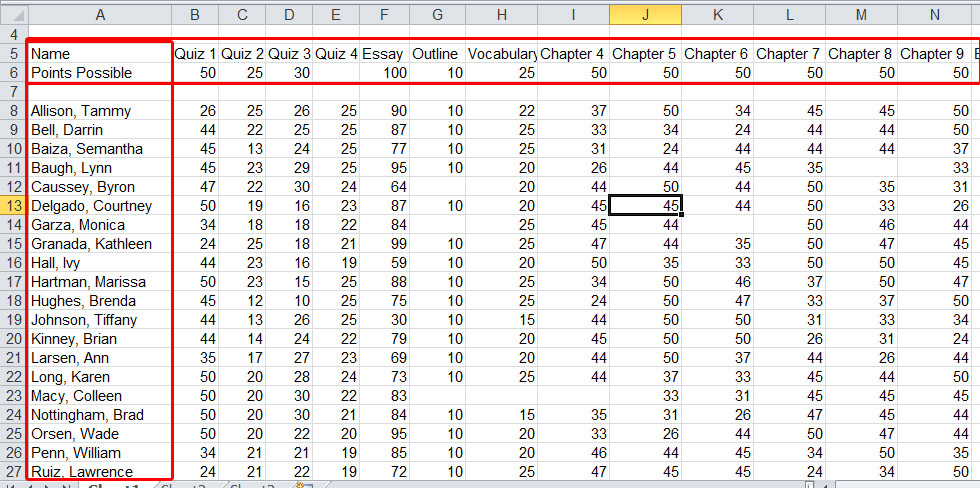 A B C D E F G H I J K L M N
4
5 Name Quiz 1 Quiz 2 Quiz 3 Quiz 4 Essay Outline Vocabulary Chapter 4 Chapter 5 Chapter 6 Chapter 7 Chapter 8 Chapter 9
6 Points Possible 50 25 30 100 10 25 50 50 50 50 50 50
7
8 Allison, Tammy 26 25 26 25 90 10 22 37 50 34 45 45 50
9 Bell, Darrin 44 22 25 25 87 10 25 33 34 24 44 44 50
10 Baiza, Semantha 45 13 24 25 77 10 25 31 24 44 44 44 37
11 Baugh, Lynn 45 23 29 25 95 10 20 26 44 45 35 33
12 Caussey, Byron 47 22 30 24 64 20 44 50 44 50 35 31
13 Delgado, Courtney 50 19 16 23 87 10 20 45 45 44 50 33 26
14 Garza, Monica 34 18 18 22 84 25 45 44 50 46 44
15 Granada, Kathleen 24 25 18 21 99 10 25 47 44 35 50 47 45
16 Hall, Ivy 44 23 16 19 59 10 20 50 35 33 50 50 45
17 Hartman, Marissa 50 23 15 25 88 10 25 34 50 46 37 50 47
18 Hughes, Brenda 45 12 10 25 75 10 25 24 50 47 33 37 50
19 Johnson, Tiffany 44 13 26 25 30 10 15 44 50 50 31 33 34
20 Kinney, Brian 44 14 24 22 79 10 20 45 50 50 26 31 24
21 Larsen, Ann 35 17 27 23 69 10 20 44 50 37 44 26 44
22 Long, Karen 50 20 28 24 73 10 25 44 37 33 45 44 50
23 Macy, Colleen 50 20 30 22 83 33 31 45 45 45
24 Nottingham, Brad 50 20 30 21 84 10 15 35 31 26 47 45 44
25 Orsen, Wade 50 20 22 20 95 10 20 33 26 44 50 47 44
26 Penn, William 34 21 21 19 85 10 20 46 44 45 34 50 35
27 Ruiz, Lawrence 24 21 22 19 72 10 25 47 45 45 24 34 50